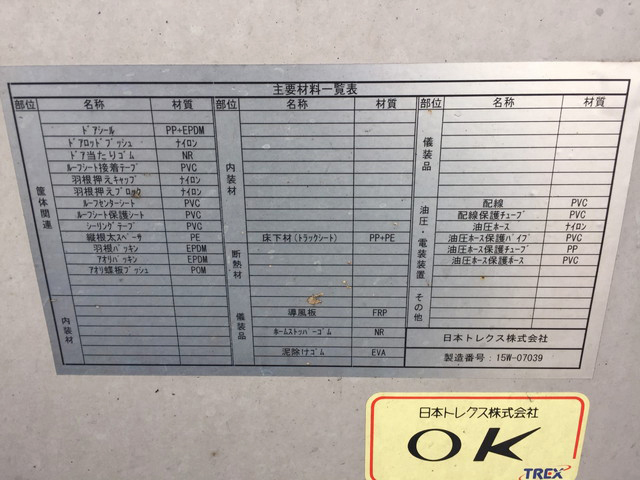 主要材料一覧表
部位 名称 材質 部位 名称 材質 部位 名称 材質
筐体関連
ﾄﾞｱｼｰﾙ PP+EPDM
ﾄﾞｱﾛｯﾄﾞﾌﾞｯｼｭ ﾅｲﾛﾝ
ﾄﾞｱ当たりｺﾞﾑ NR
ﾙｰﾌｼｰﾄ接着ﾃｰﾌﾟ PVC
羽根押えｷｬｯﾌﾟ ﾅｲﾛﾝ
羽根押えﾌﾞﾛｯｸ ﾅｲﾛﾝ
ﾙｰﾌｾﾝﾀｰｼｰﾄ PVC
ﾙｰﾌｼｰﾄ保護ｼｰﾄ PVC
ｼｰﾘﾝｸﾞﾃｰﾌﾟ PVC
縦根太ｽﾍﾟｰｻ PE
羽根ﾊﾟｯｷﾝ EPDM
ｱｵﾘﾊﾟｯｷﾝ EPDM
ｱｵﾘ蝶板ﾌﾞｯｼｭ POM
内装材
内装材
床下材(ﾄﾗｯｸｼｰﾄ) PP+PE
断熱材
儀装品
導風板 FRP
ﾎｰﾑｽﾄｯﾊﾟｰｺﾞﾑ NR
泥除けｺﾞﾑ EVA
儀装品
油圧・電装装置
配線 PVC
配線保護ﾁｭｰﾌﾞ PVC
油圧ﾎｰｽ ﾅｲﾛﾝ
油圧ﾎｰｽ保護ﾊﾟｲﾌﾟ PVC
油圧ﾎｰｽ保護ﾁｭｰﾌﾞ PP
油圧ﾎｰｽ保護ﾎｰｽ PVC
その他
日本トレクス株式会社
製造番号：15W-07039
日本トレクス株式会社
OK
TREX